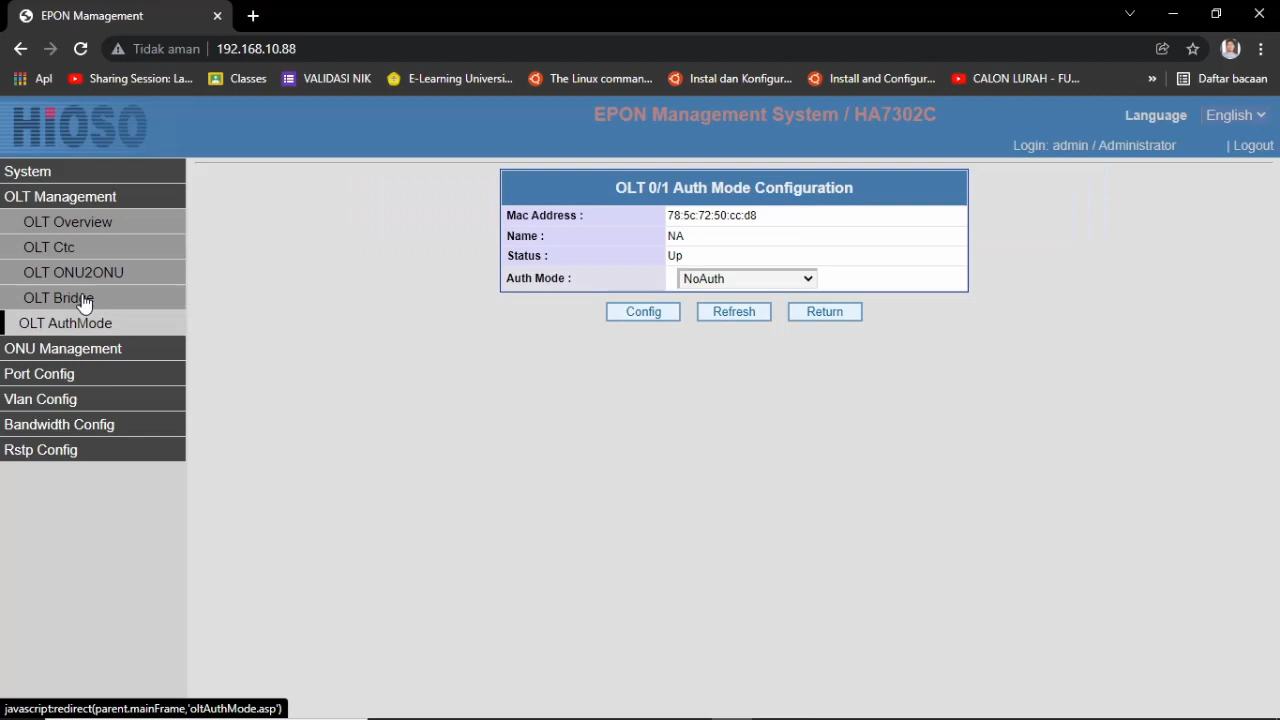 EPON Mamagement
Tidak aman
192.168.10.88
Apl
Sharing Session: La...
Classes
VALIDASI NIK
E-Learning Universi...
The Linux comman...
Instal dan Konfigur...
Install and Configur...
CALON LURAH - FU...
»
Daftar bacaan
HIOSO
EPON Management System / HA7302C
Language
English
Login: admin / Administrator
| Logout
System
OLT Management
OLT Overview
OLT Ctc
OLT ONU2ONU
OLT Bridge
OLT AuthMode
ONU Management
Port Config
Vlan Config
Bandwidth Config
Rstp Config
OLT 0/1 Auth Mode Configuration
Mac Address : 78:5c:72:50:cc:d8
Name : NA
Status : Up
Auth Mode : NoAuth
Config
Refresh
Return
javascript:redirect(parent.mainFrame,'oltAuthMode.asp')